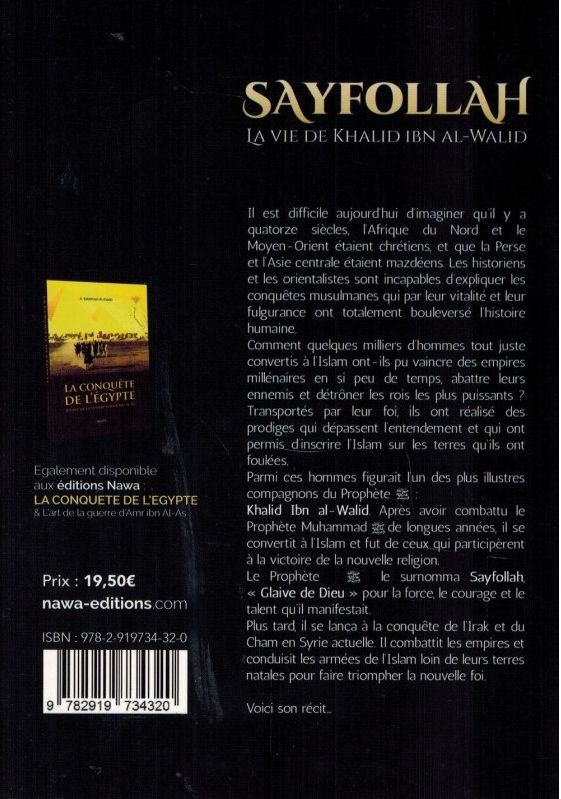 SAYFOLLAH
LA VIE DE KHALID IBN AL-WALID
Il est difficile aujourd'hui d'imaginer qu'il y a
quatorze siècles, l'Afrique du Nord et le
Moyen-Orient étaient chrétiens, et que la Perse
et l'Asie centrale étaient mazdéens. Les historiens
et les orientalistes sont incapables d'expliquer les
conquêtes musulmanes qui par leur vitalité et leur
fulgurance ont totalement bouleversé l'histoire
humaine.
Comment quelques milliers d'hommes tout juste
convertis à l'Islam ont-ils pu vaincre des empires
millénaires en si peu de temps, abattre leurs
ennemis et détrôner les rois les plus puissants ?
Transportés par leur foi, ils ont réalisé des
prodiges qui dépassent l'entendement et qui ont
permis d'inscrire l'Islam sur les terres qu'ils ont
foulées.
Parmi ces hommes figurait l'un des plus illustres
compagnons du Prophète ﷺ :
Khalid Ibn al-Walid. Après avoir combattu le
Prophète Muhammad ﷺ de longues années, il se
convertit à l'Islam et fut de ceux qui participèrent
à la victoire de la nouvelle religion.
Le Prophète ﷺ le surnomma Sayfollah,
« Glaive de Dieu » pour la force, le courage et le
talent qu'il manifestait.
Plus tard, il se lança à la conquête de l'Irak et du
Cham en Syrie actuelle. Il combattit les empires et
conduisit les armées de l'Islam loin de leurs terres
natales pour faire triompher la nouvelle foi.
Voici son récit...
LA CONQUÊTE
DE L'ÉGYPTE
Egalement disponible
aux éditions Nawa :
LA CONQUETE DE L'EGYPTE
& L'art de la guerre d'Amr ibn Al-As
Prix : 19,50€
nawa-editions.com
ISBN : 978-2-919734-32-0
9 782919 734320